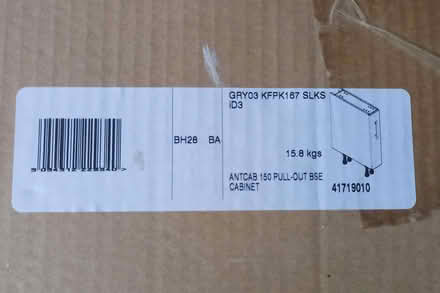 GRY03 KFPK167 SLKS
iD3
BH28 BA
15.8 kgs
ANTCAB 150 PULL-OUT BSE
CABINET
41719010